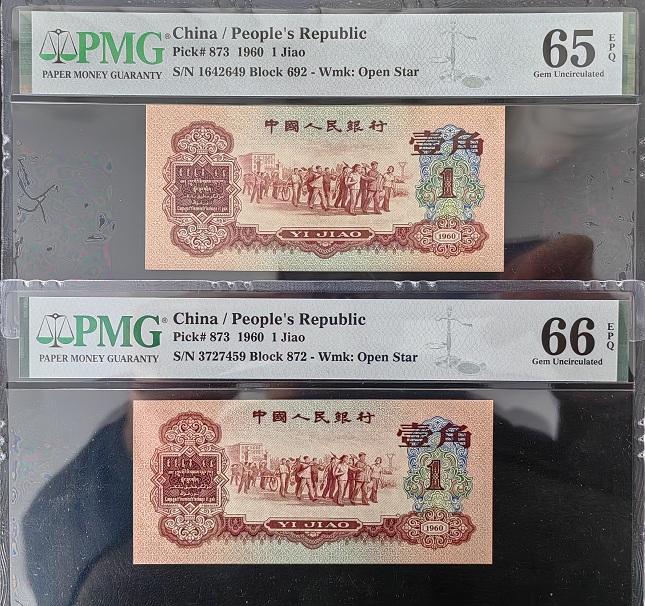 PMG
PAPER MONEY GUARANTY
China / People's Republic
Pick# 873 1960 1 Jiao
S/N 1642649 Block 692 - Wmk: Open Star
65 EPQ
Gem Uncirculated
中國人民銀行
壹角
1
YI JIAO
1960
PMG
PAPER MONEY GUARANTY
China / People's Republic
Pick# 873 1960 1 Jiao
S/N 3727459 Block 872 - Wmk: Open Star
66 EPQ
Gem Uncirculated
中國人民銀行
壹角
1
YI JIAO
1960